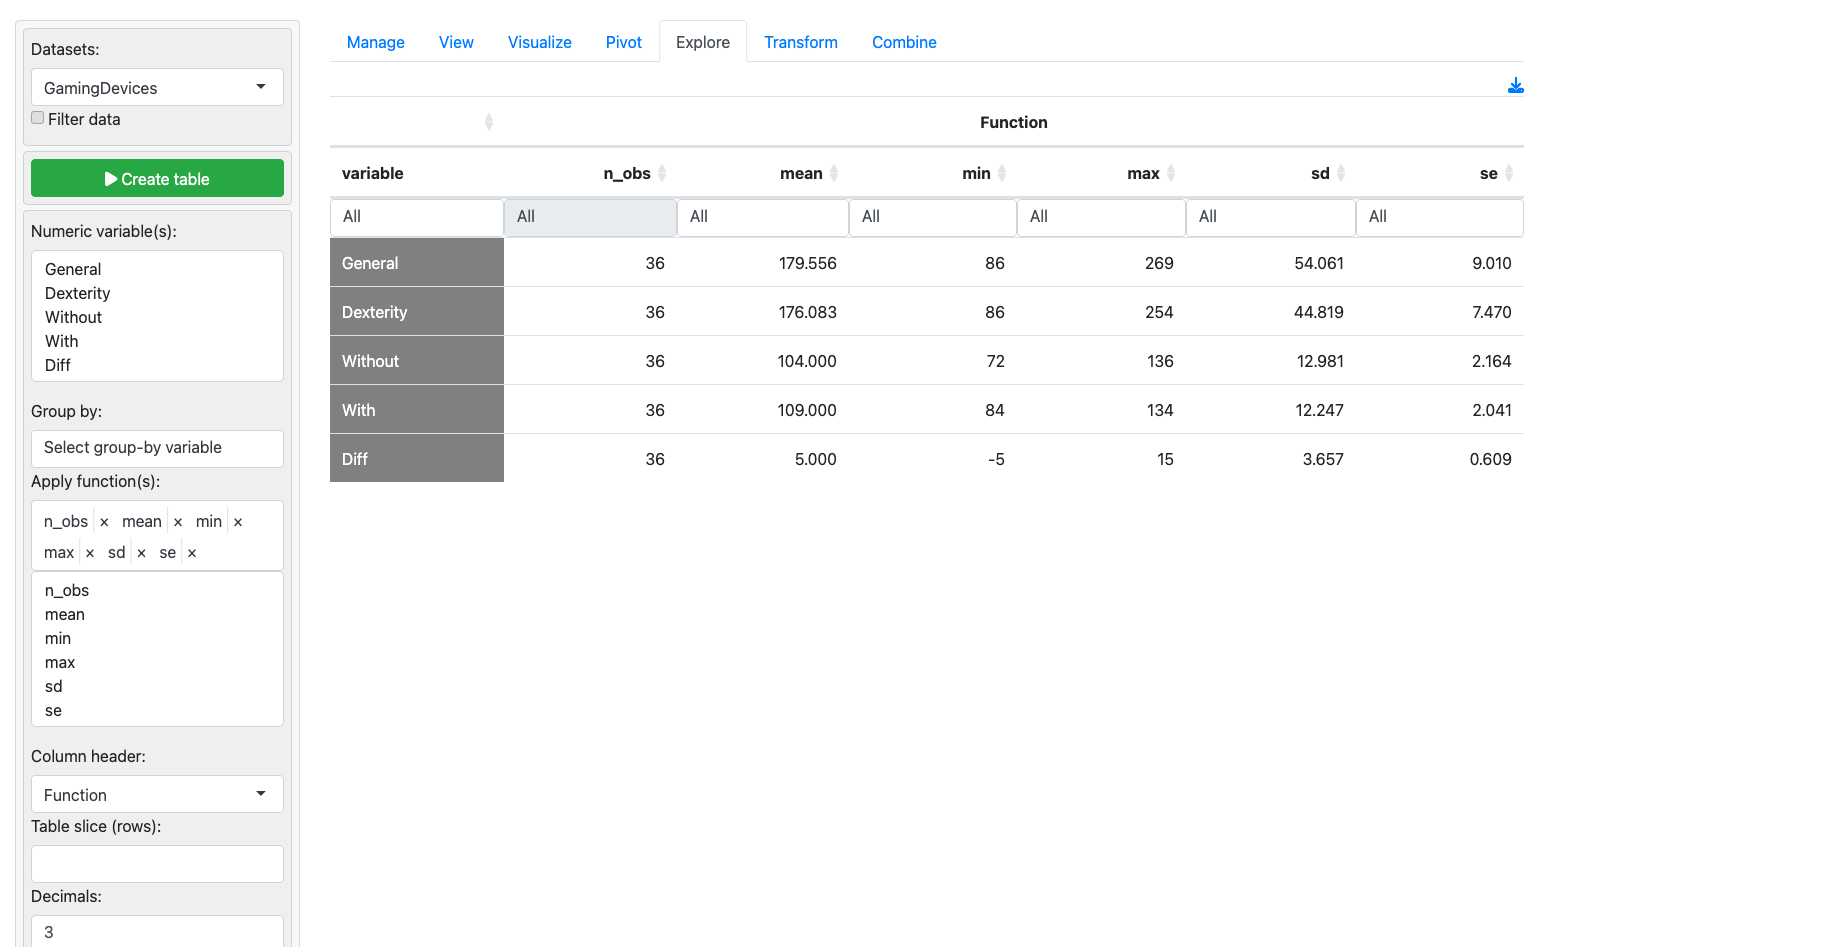 Datasets:
GamingDevices
Filter data
Create table
Numeric variable(s):
General
Dexterity
Without
With
Diff
Group by:
Select group-by variable
Apply function(s):
n_obs × mean × min ×
max × sd × se ×
n_obs
mean
min
max
sd
se
Column header:
Function
Table slice (rows):
Decimals:
3
Manage View Visualize Pivot Explore Transform Combine
Function
variable n_obs mean min max sd se
All All All All All All All
General 36 179.556 86 269 54.061 9.010
Dexterity 36 176.083 86 254 44.819 7.470
Without 36 104.000 72 136 12.981 2.164
With 36 109.000 84 134 12.247 2.041
Diff 36 5.000 -5 15 3.657 0.609